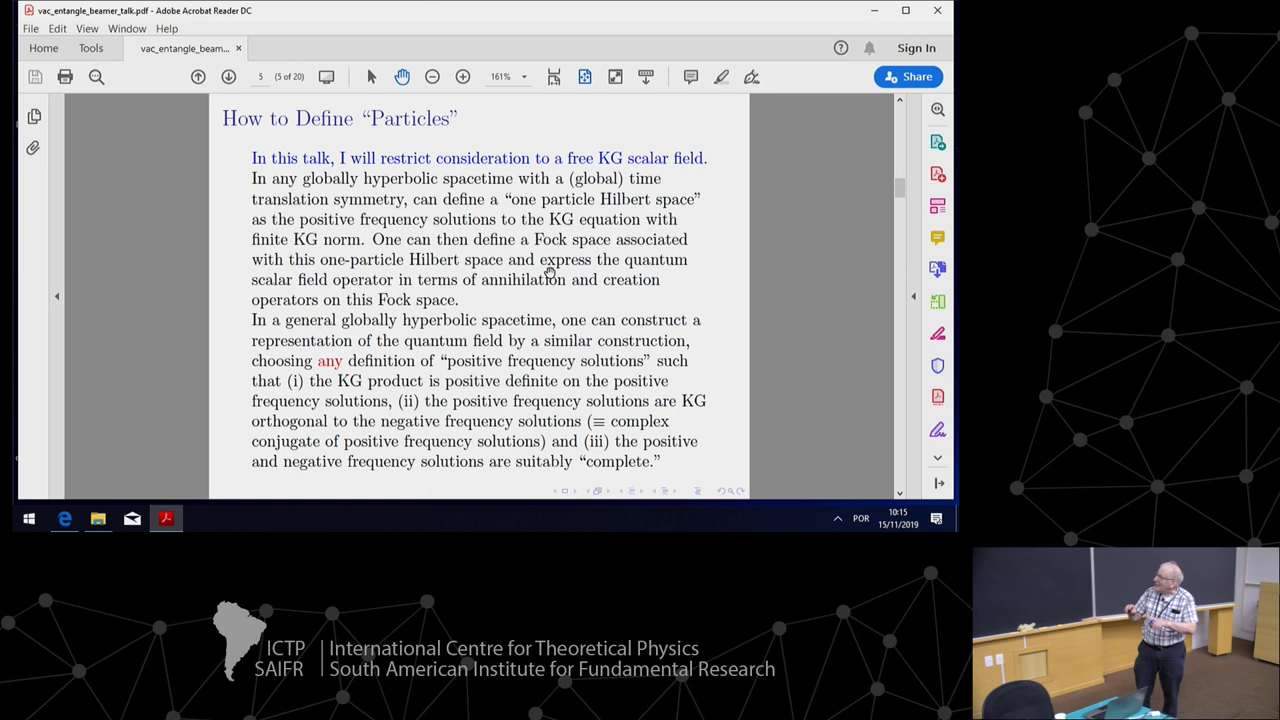 vac_entangle_beamer_talk.pdf - Adobe Acrobat Reader DC
File Edit View Window Help
Home Tools vac_entangle_beam... × Sign In
5 (5 of 20) 161% Share
How to Define “Particles”
In this talk, I will restrict consideration to a free KG scalar field.
In any globally hyperbolic spacetime with a (global) time
translation symmetry, can define a “one particle Hilbert space”
as the positive frequency solutions to the KG equation with
finite KG norm. One can then define a Fock space associated
with this one-particle Hilbert space and express the quantum
scalar field operator in terms of annihilation and creation
operators on this Fock space.
In a general globally hyperbolic spacetime, one can construct a
representation of the quantum field by a similar construction,
choosing any definition of “positive frequency solutions” such
that (i) the KG product is positive definite on the positive
frequency solutions, (ii) the positive frequency solutions are KG
orthogonal to the negative frequency solutions (≡ complex
conjugate of positive frequency solutions) and (iii) the positive
and negative frequency solutions are suitably “complete.”
POR 10:15
15/11/2019
ICTP International Centre for Theoretical Physics
SAIFR South American Institute for Fundamental Research